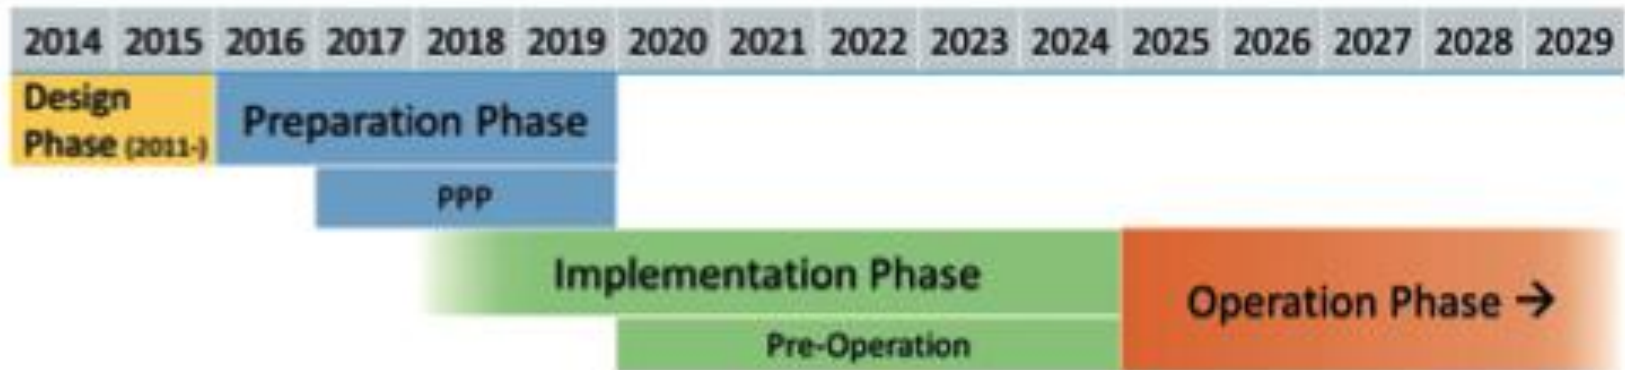 2014 2015 2016 2017 2018 2019 2020 2021 2022 2023 2024 2025 2026 2027 2028 2029
Design
Phase (2011-)
Preparation Phase
PPP
Implementation Phase
Operation Phase →
Pre-Operation